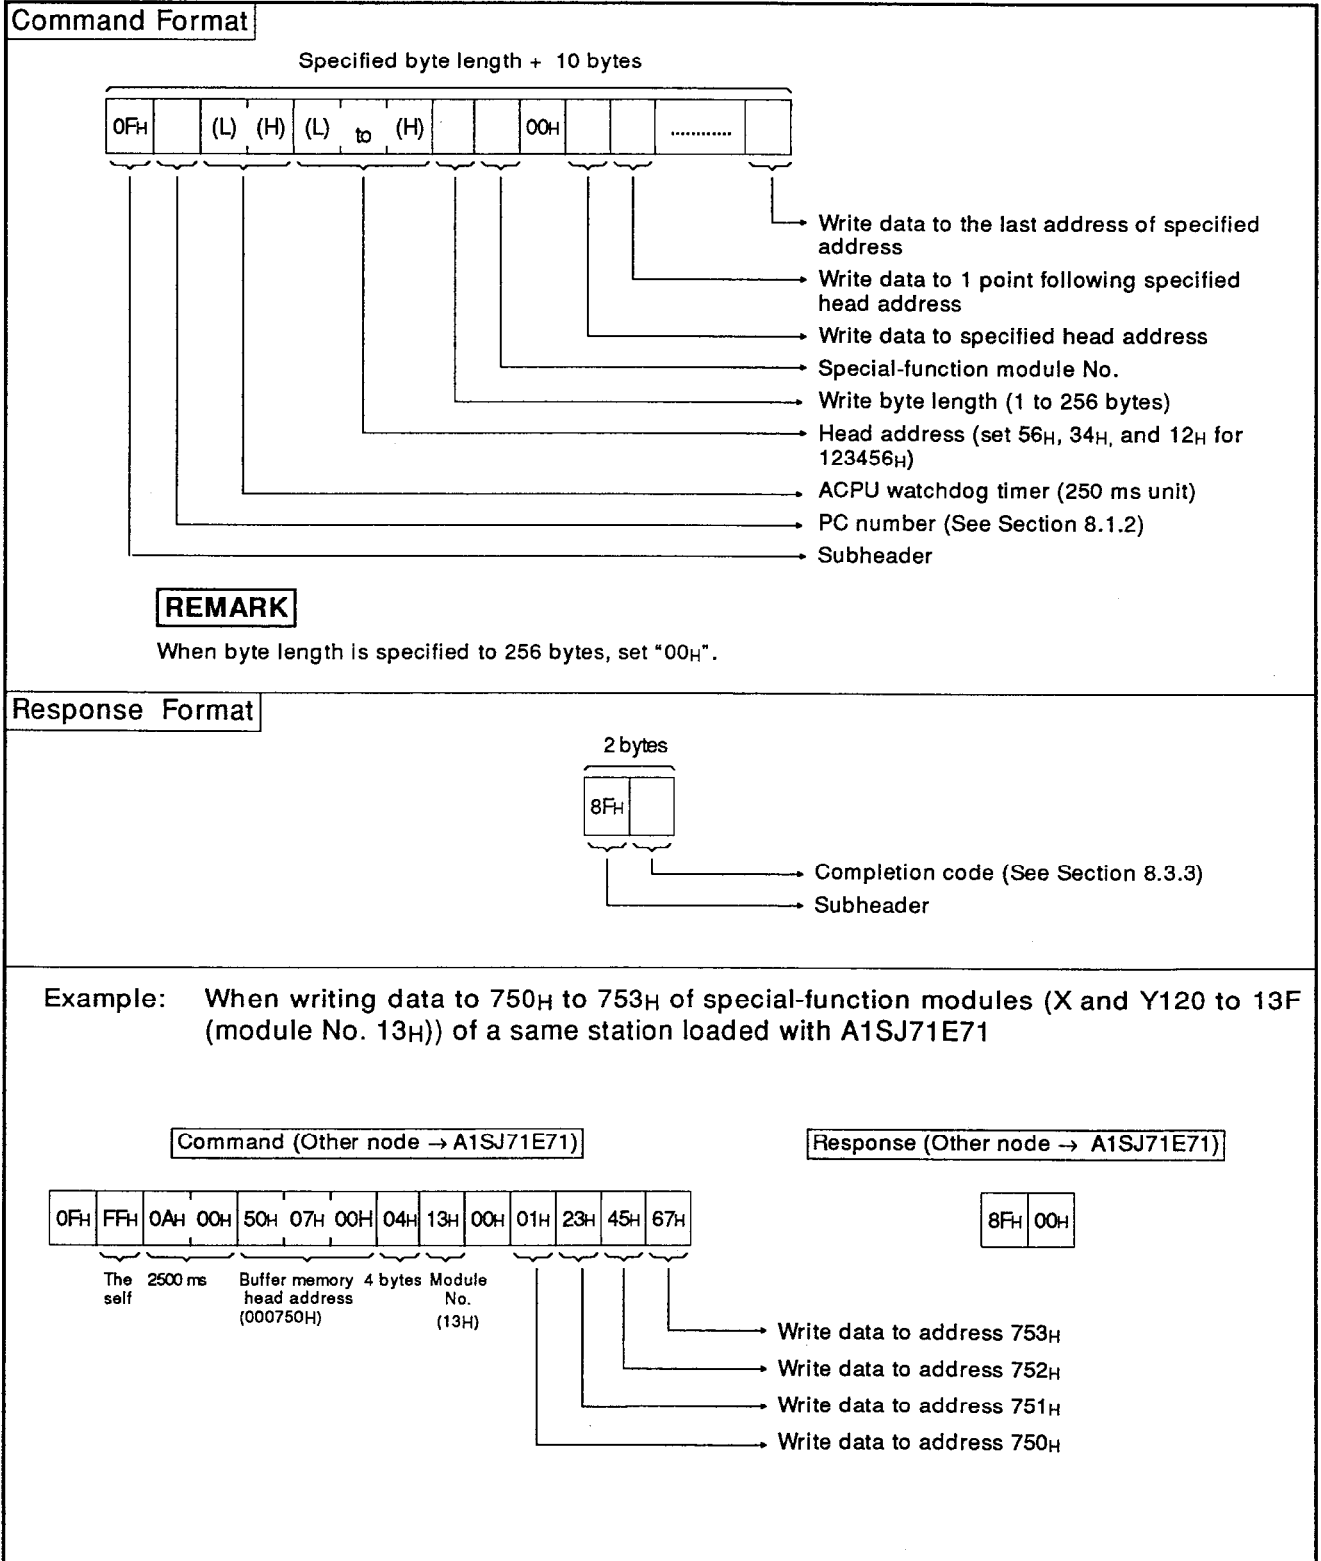 Command Format
Specified byte length + 10 bytes
0FH (L) (H) (L) to (H) 00H ............
Write data to the last address of specified
address
Write data to 1 point following specified
head address
Write data to specified head address
Special-function module No.
Write byte length (1 to 256 bytes)
Head address (set 56H, 34H, and 12H for
123456H)
ACPU watchdog timer (250 ms unit)
PC number (See Section 8.1.2)
Subheader
REMARK
When byte length is specified to 256 bytes, set "00H".
Response Format
2 bytes
8FH
Completion code (See Section 8.3.3)
Subheader
Example: When writing data to 750H to 753H of special-function modules (X and Y120 to 13F
(module No. 13H)) of a same station loaded with A1SJ71E71
Command (Other node → A1SJ71E71)
Response (Other node → A1SJ71E71)
0FH FFH 0AH 00H 50H 07H 00H 04H 13H 00H 01H 23H 45H 67H
8FH 00H
The 2500 ms Buffer memory 4 bytes Module
self head address No.
(000750H) (13H)
Write data to address 753H
Write data to address 752H
Write data to address 751H
Write data to address 750H